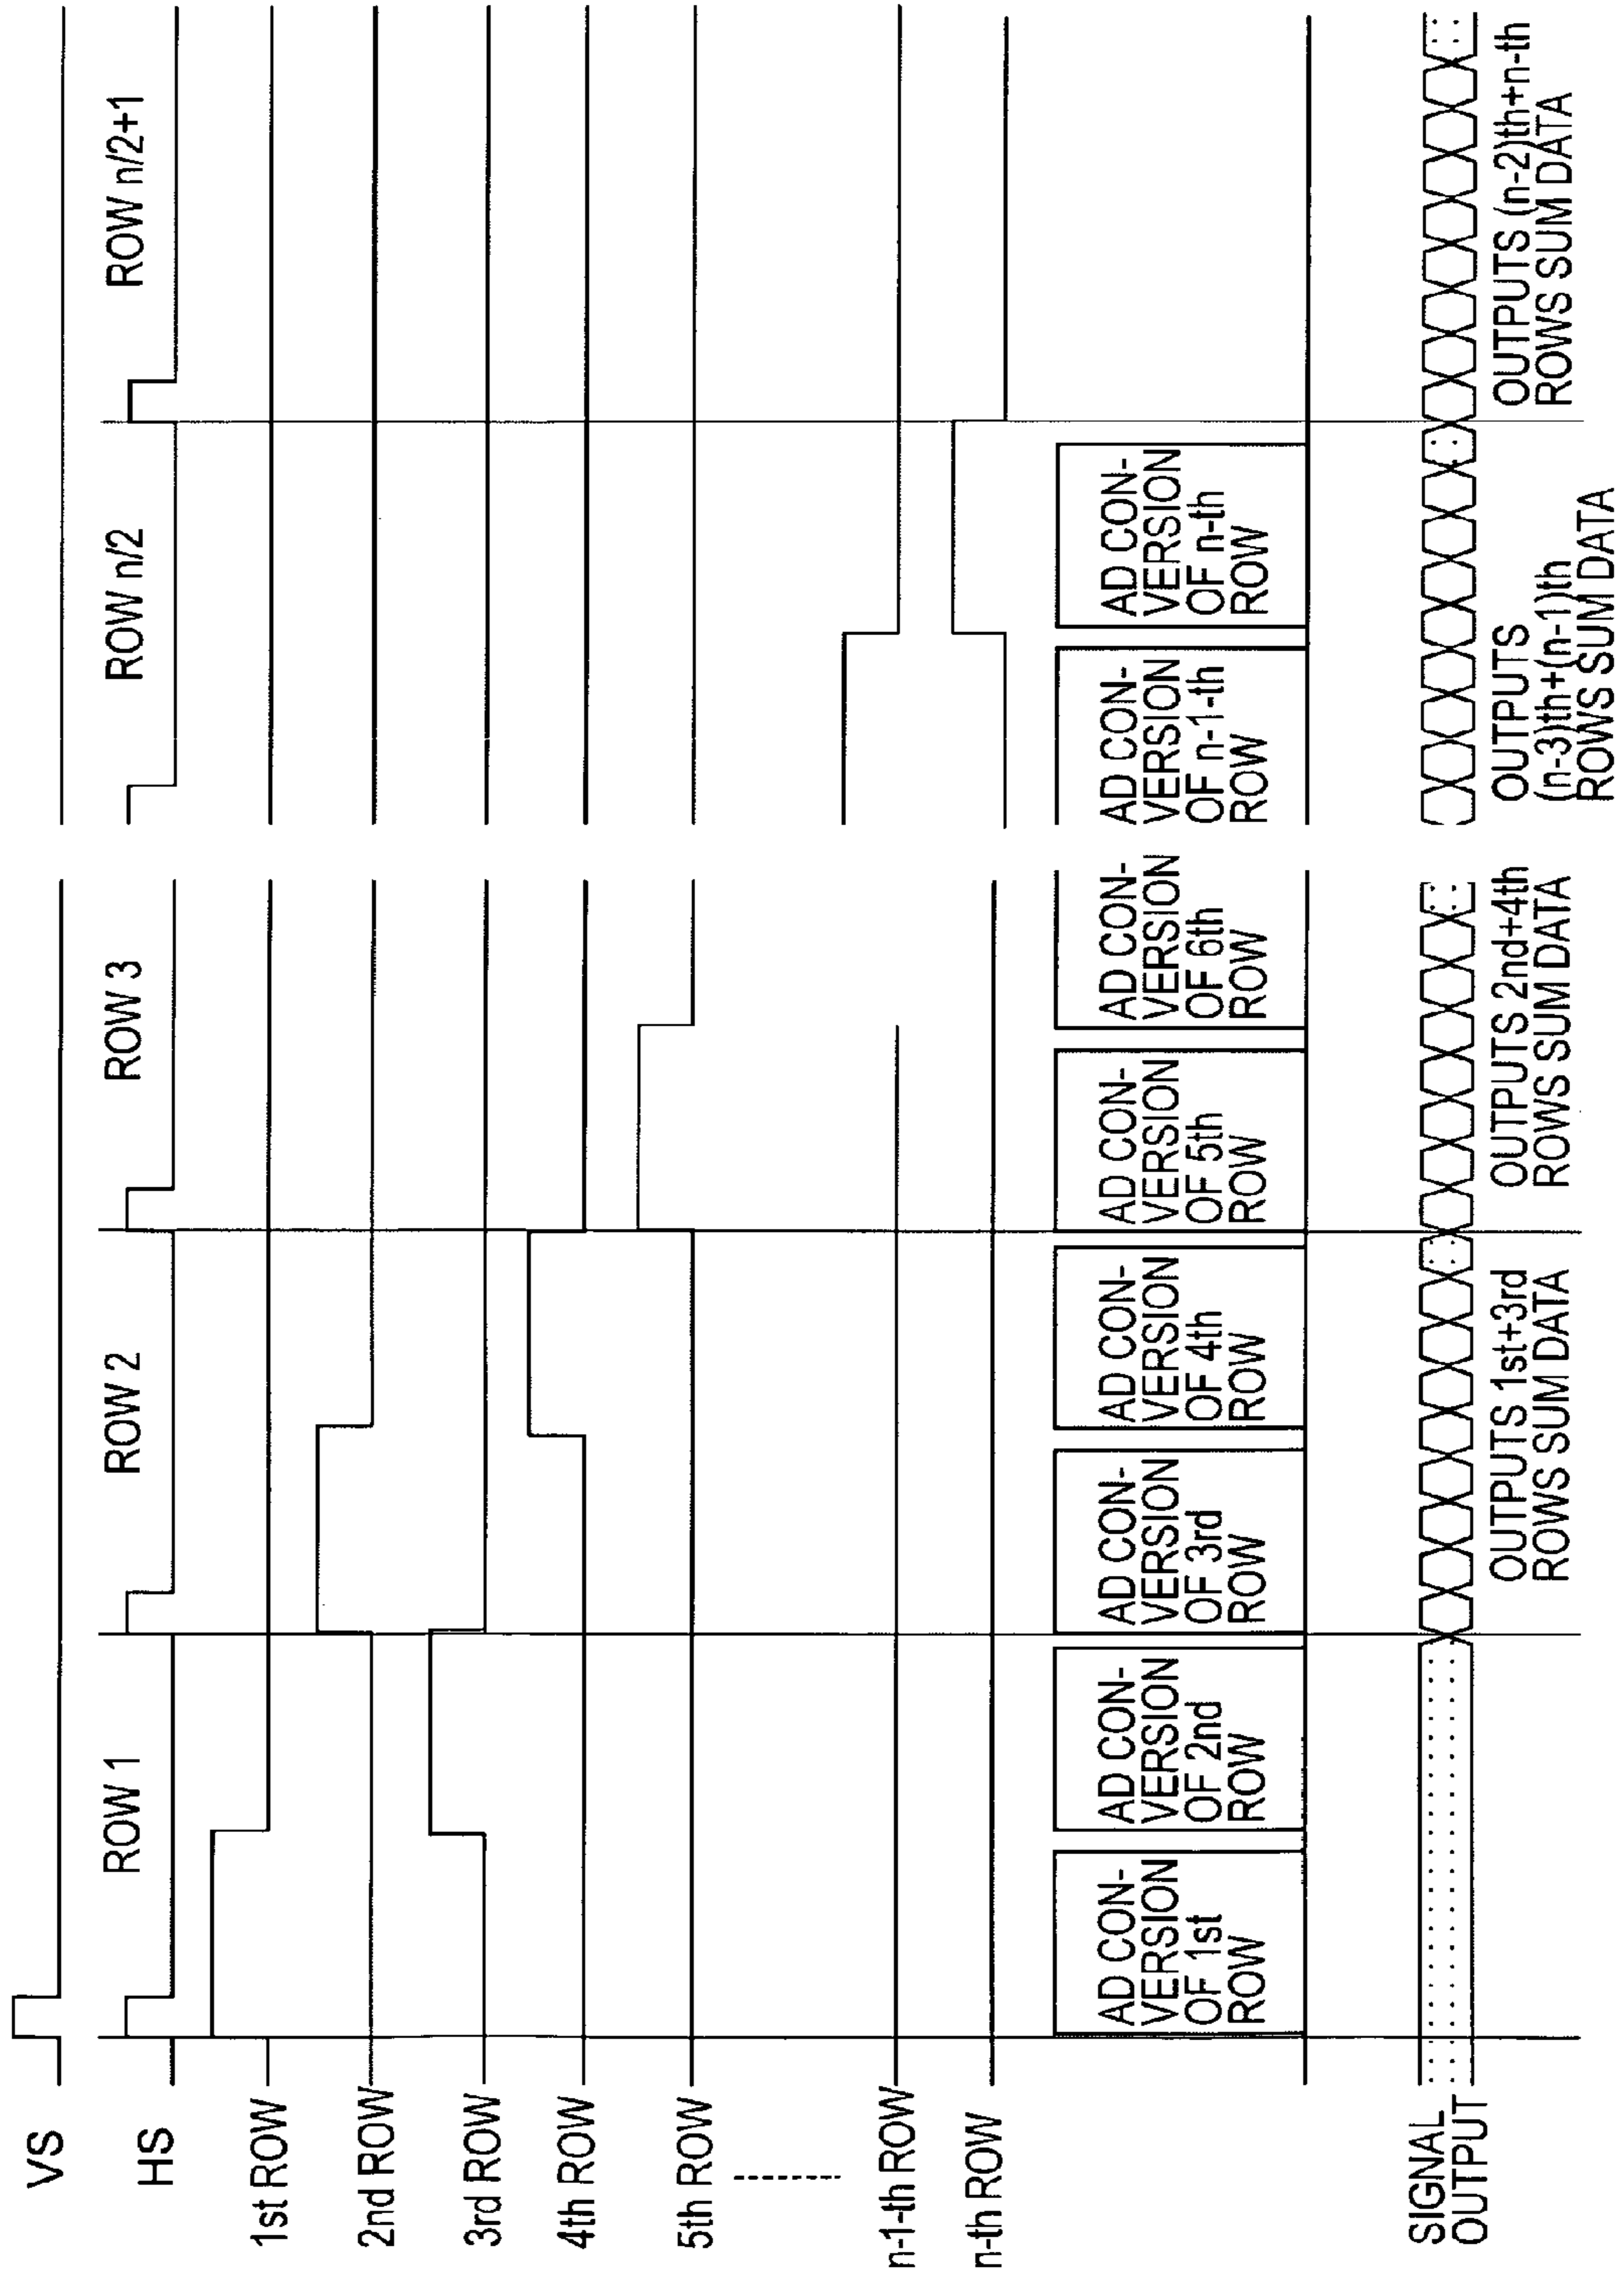 VS
HS
ROW 1
ROW 2
ROW 3
ROW n/2
ROW n/2+1
1st ROW
2nd ROW
3rd ROW
4th ROW
5th ROW
n-1-th ROW
n-th ROW
AD CON-
VERSION
OF 1st
ROW
AD CON-
VERSION
OF 2nd
ROW
AD CON-
VERSION
OF 3rd
ROW
AD CON-
VERSION
OF 4th
ROW
AD CON-
VERSION
OF 5th
ROW
AD CON-
VERSION
OF 6th
ROW
AD CON-
VERSION
OF n-1-th
ROW
AD CON-
VERSION
OF n-th
ROW
SIGNAL
OUTPUT
OUTPUTS 1st+3rd
ROWS SUM DATA
OUTPUTS 2nd+4th
ROWS SUM DATA
OUTPUTS
(n-3)th+(n-1)th
ROWS SUM DATA
OUTPUTS (n-2)th+n-th
ROWS SUM DATA